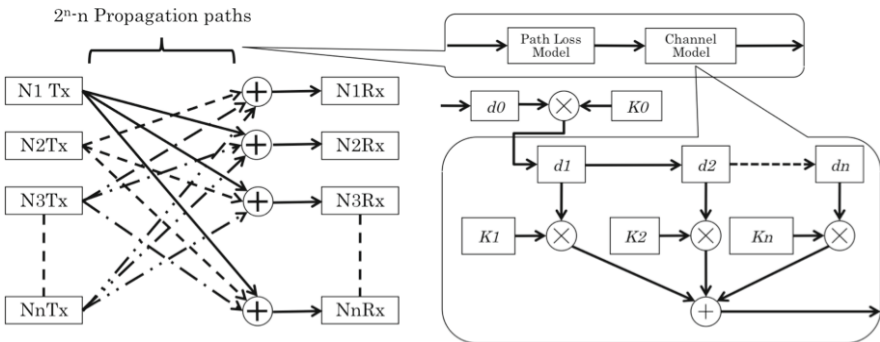 2ⁿ-n Propagation paths
N1 Tx
N2Tx
N3Tx
NnTx
+
+
+
+
N1Rx
N2Rx
N3Rx
NnRx
Path Loss
Model
Channel
Model
d0
×
K0
d1
d2
dn
K1
×
K2
×
Kn
×
+